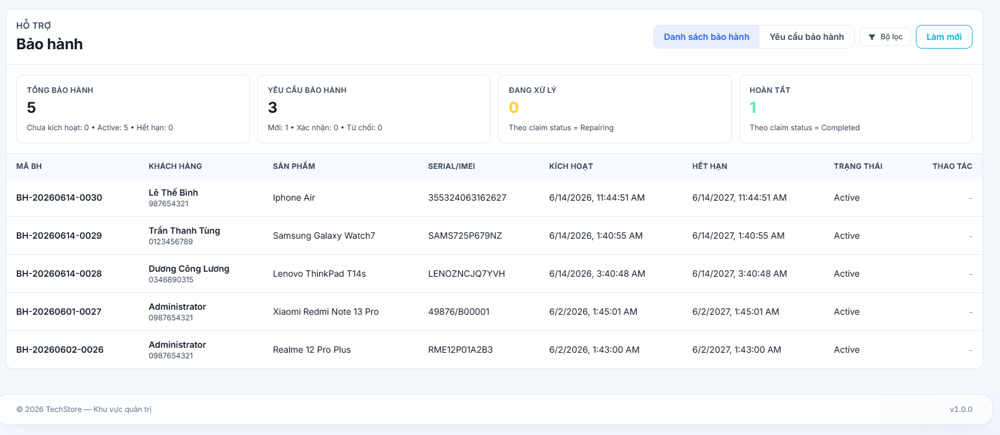 HỖ TRỢ
Bảo hành
Danh sách bảo hành Yêu cầu bảo hành Bộ lọc Làm mới
TỔNG BẢO HÀNH
5
Chưa kích hoạt: 0 • Active: 5 • Hết hạn: 0
YÊU CẦU BẢO HÀNH
3
Mới: 1 • Xác nhận: 0 • Từ chối: 0
ĐANG XỬ LÝ
0
Theo claim status = Repairing
HOÀN TẤT
1
Theo claim status = Completed
MÃ BH KHÁCH HÀNG SẢN PHẨM SERIAL/IMEI KÍCH HOẠT HẾT HẠN TRẠNG THÁI THAO TÁC
BH-20260614-0030 Lê Thế Bình Iphone Air 355324063162627 6/14/2026, 11:44:51 AM 6/14/2027, 11:44:51 AM Active -
987654321
BH-20260614-0029 Trần Thanh Tùng Samsung Galaxy Watch7 SAMS725P679NZ 6/14/2026, 1:40:55 AM 6/14/2027, 1:40:55 AM Active -
0123456789
BH-20260614-0028 Dương Công Lương Lenovo ThinkPad T14s LENOZNCJQ7YVH 6/14/2026, 3:40:48 AM 6/14/2027, 3:40:48 AM Active -
0346890315
BH-20260601-0027 Administrator Xiaomi Redmi Note 13 Pro 49876/B00001 6/2/2026, 1:45:01 AM 6/2/2027, 1:45:01 AM Active -
0987654321
BH-20260602-0026 Administrator Realme 12 Pro Plus RME12P01A2B3 6/2/2026, 1:43:00 AM 6/2/2027, 1:43:00 AM Active -
0987654321
© 2026 TechStore — Khu vực quản trị v1.0.0